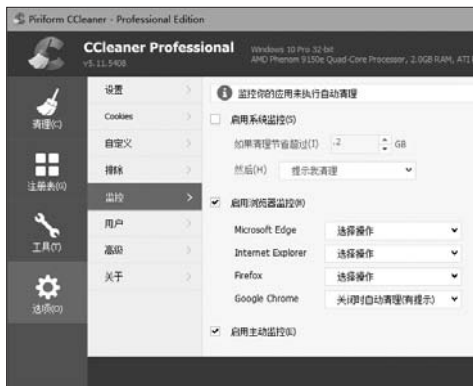 Piriform CCleaner - Professional Edition
CCleaner Professional
v5.11.5408
Windows 10 Pro 32-bit
AMD Phenom 9150e Quad-Core Processor, 2.0GB RAM, ATI
清理(C)
注册表(G)
工具(T)
选项(O)
设置
Cookies
自定义
排除
监控
用户
高级
关于
监控你的应用来执行自动清理
启用系统监控(S)
如果清理节省超过(I) .2 GB
然后(H) 提示我清理
启用浏览器监控(R)
Microsoft Edge 选择操作
Internet Explorer 选择操作
Firefox 选择操作
Google Chrome 关闭时自动清理(有提示)
启用主动监控(E)